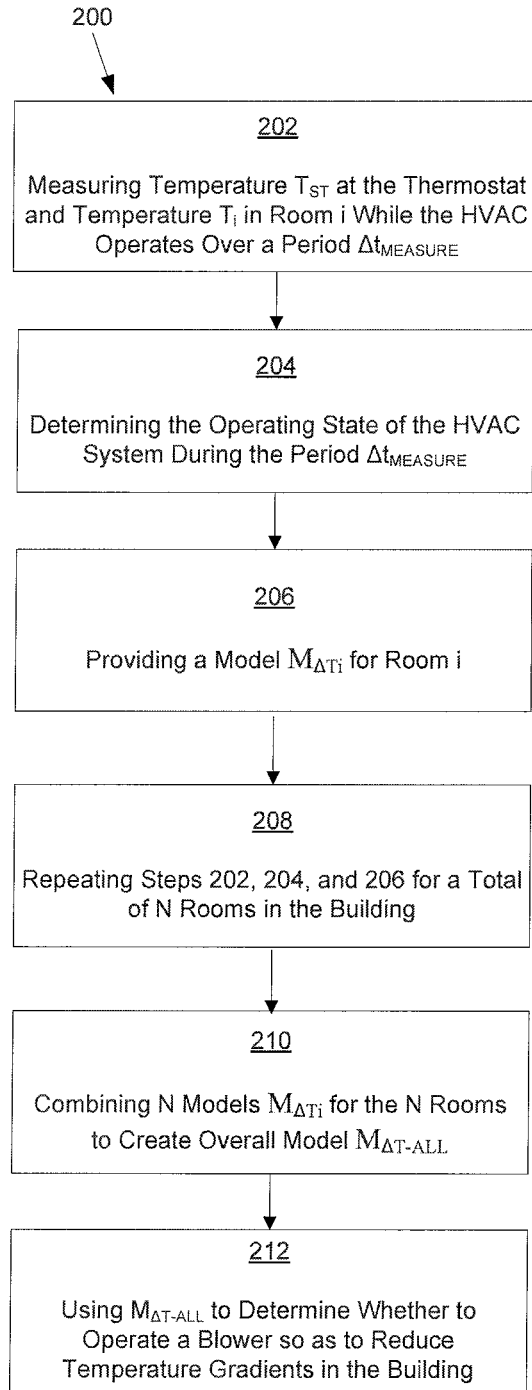 200
202
Measuring Temperature T_ST at the Thermostat
and Temperature T_i in Room i While the HVAC
Operates Over a Period Δt_MEASURE
204
Determining the Operating State of the HVAC
System During the Period Δt_MEASURE
206
Providing a Model M_ΔTi for Room i
208
Repeating Steps 202, 204, and 206 for a Total
of N Rooms in the Building
210
Combining N Models M_ΔTi for the N Rooms
to Create Overall Model M_ΔT-ALL
212
Using M_ΔT-ALL to Determine Whether to
Operate a Blower so as to Reduce
Temperature Gradients in the Building